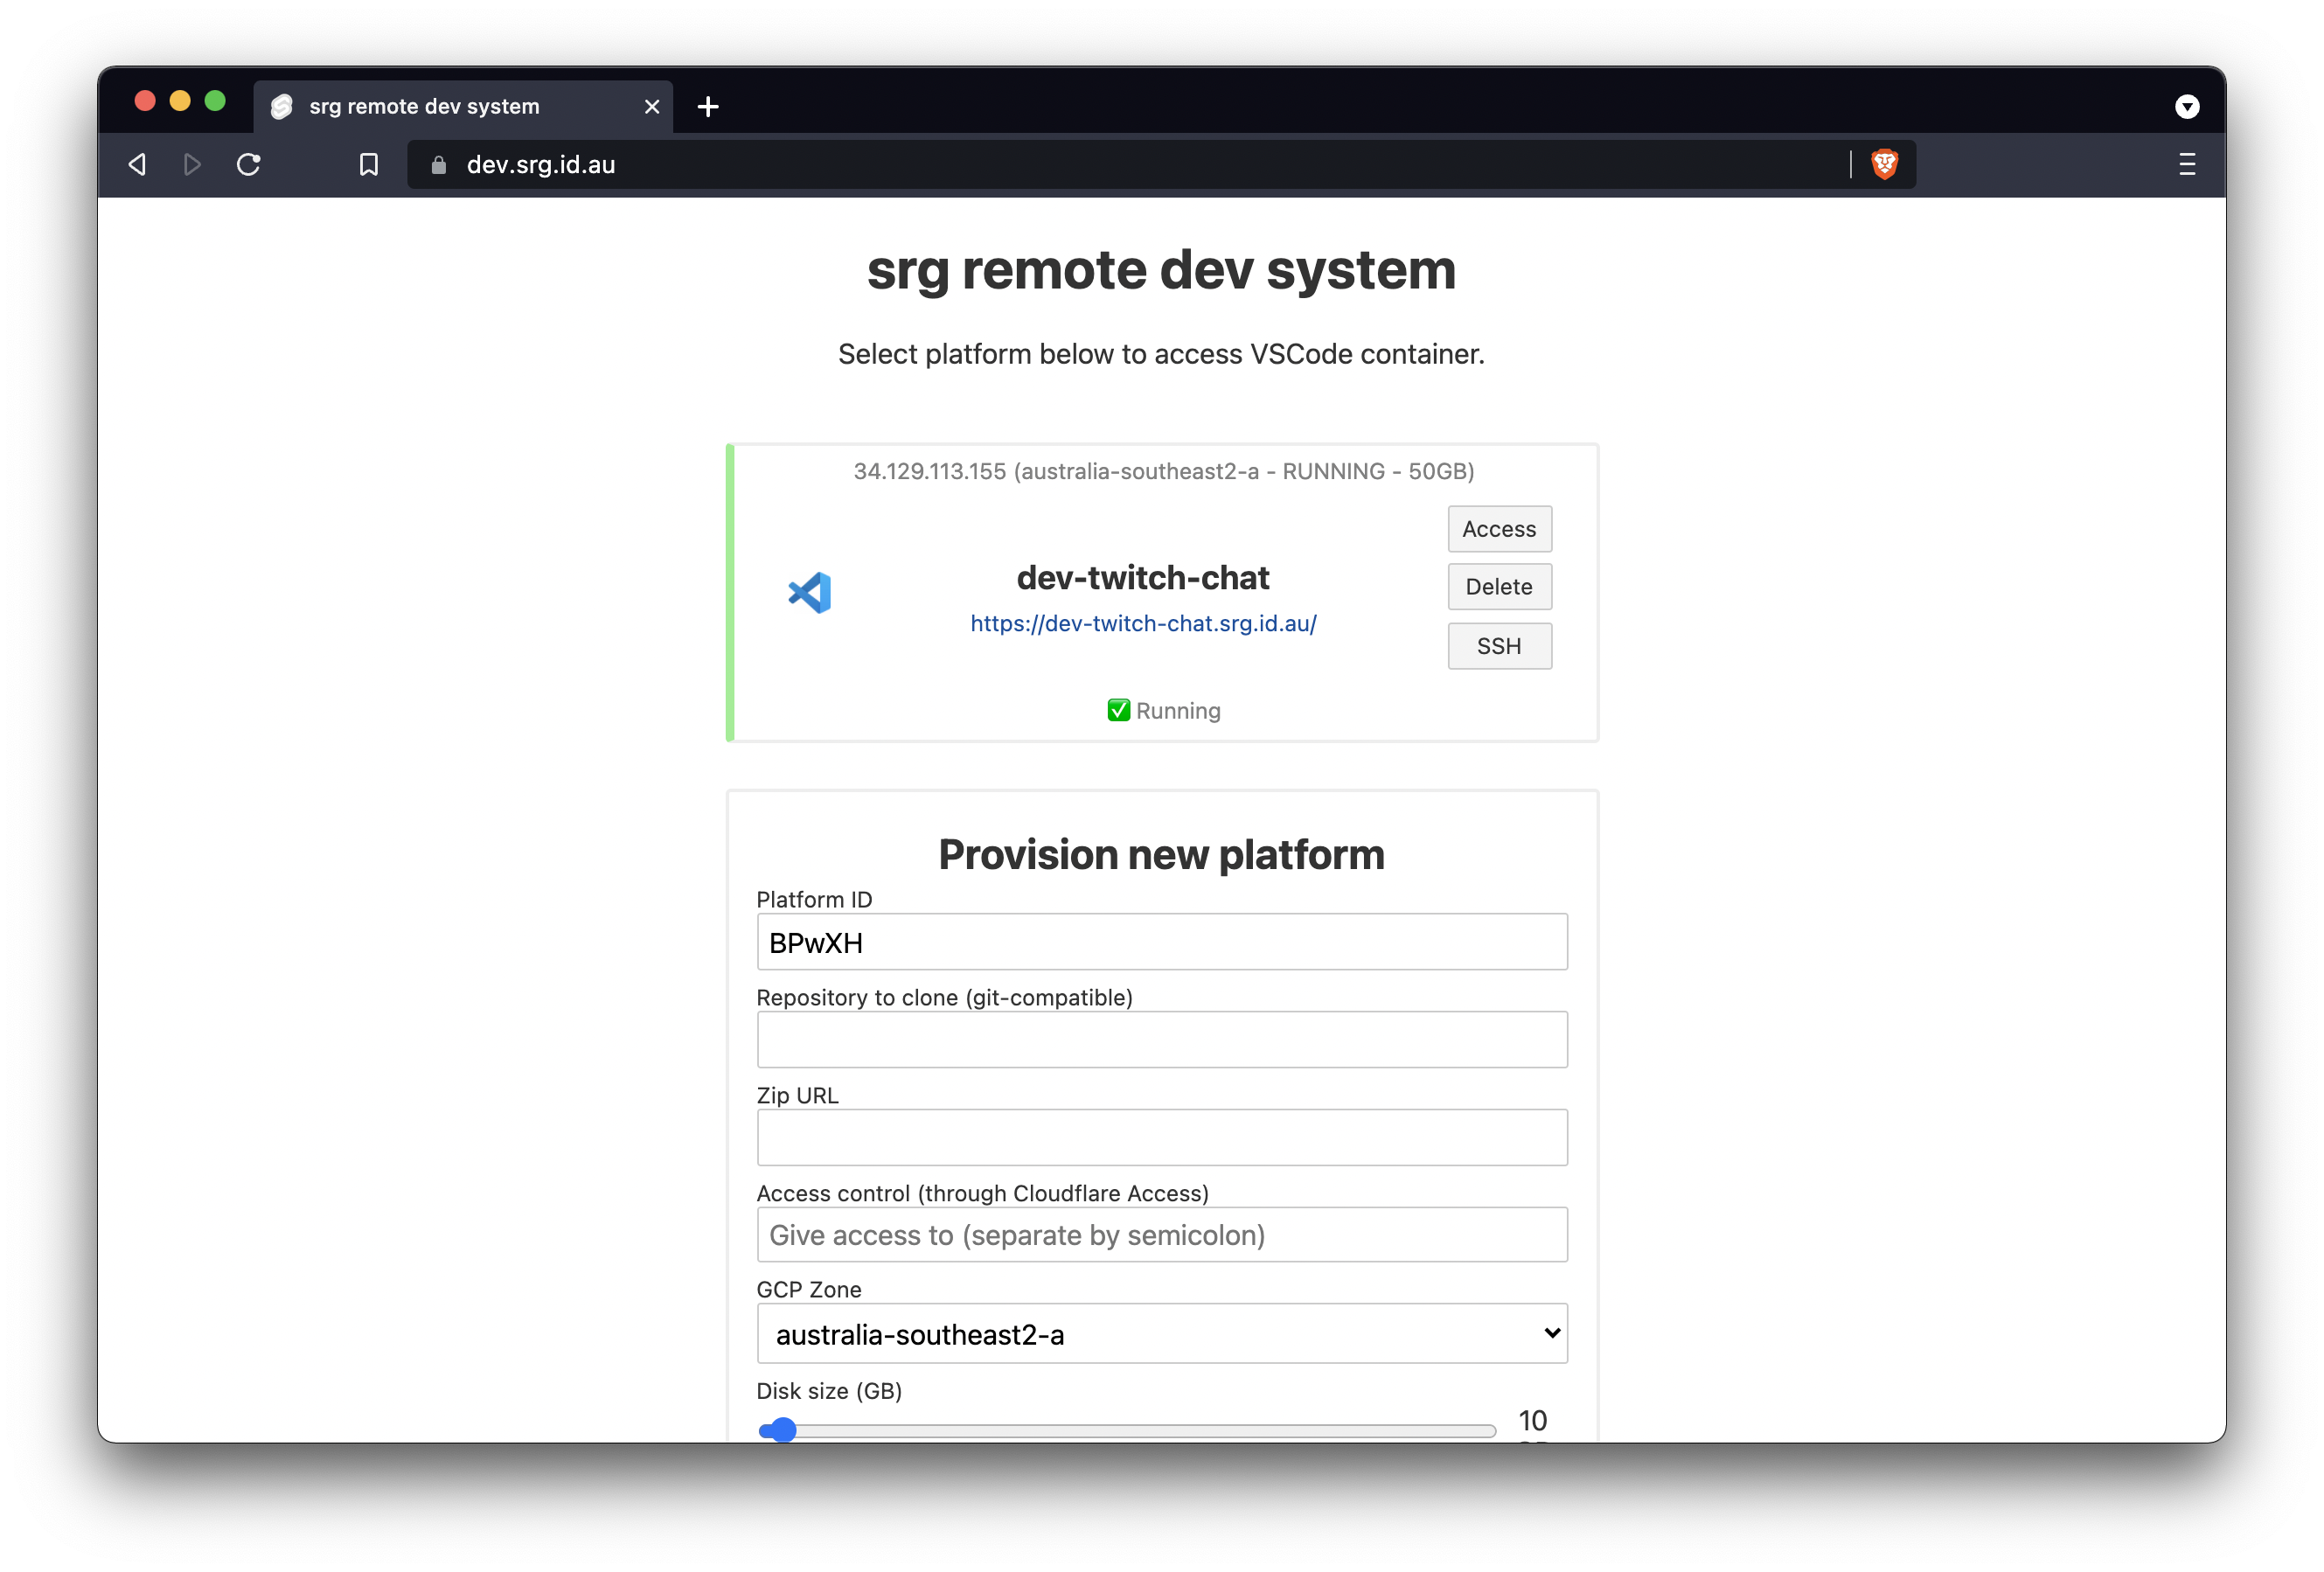 srg remote dev system
dev.srg.id.au
srg remote dev system
Select platform below to access VSCode container.
34.129.113.155 (australia-southeast2-a - RUNNING - 50GB)
Access
dev-twitch-chat
Delete
https://dev-twitch-chat.srg.id.au/
SSH
✅ Running
Provision new platform
Platform ID
BPwXH
Repository to clone (git-compatible)
Zip URL
Access control (through Cloudflare Access)
Give access to (separate by semicolon)
GCP Zone
australia-southeast2-a
Disk size (GB)
10